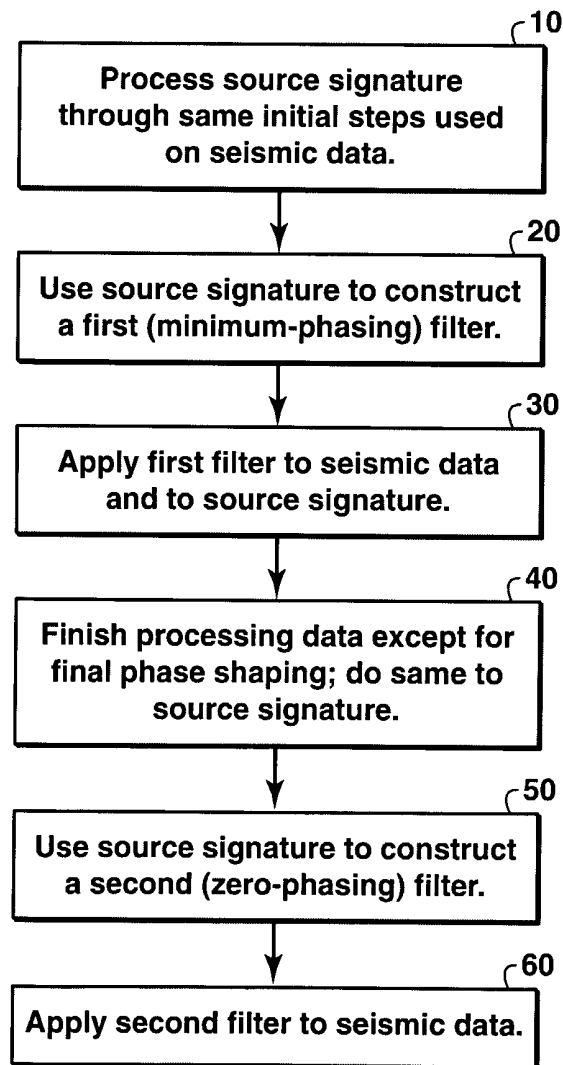 10
Process source signature
through same initial steps used
on seismic data.
20
Use source signature to construct
a first (minimum-phasing) filter.
30
Apply first filter to seismic data
and to source signature.
40
Finish processing data except for
final phase shaping; do same to
source signature.
50
Use source signature to construct
a second (zero-phasing) filter.
60
Apply second filter to seismic data.